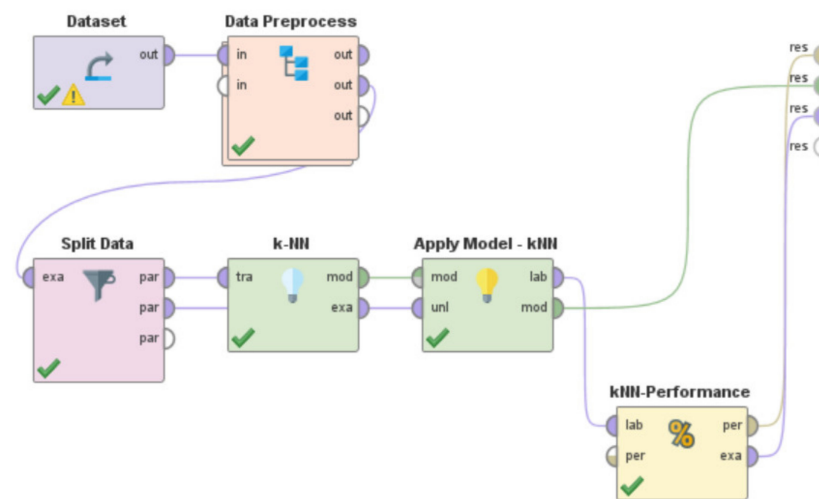 Dataset
Data Preprocess
out
in
out
in
out
out
res
res
res
res
Split Data
k-NN
Apply Model - kNN
exa
par
tra
mod
mod
lab
par
exa
unl
mod
par
kNN-Performance
lab
%
per
per
exa